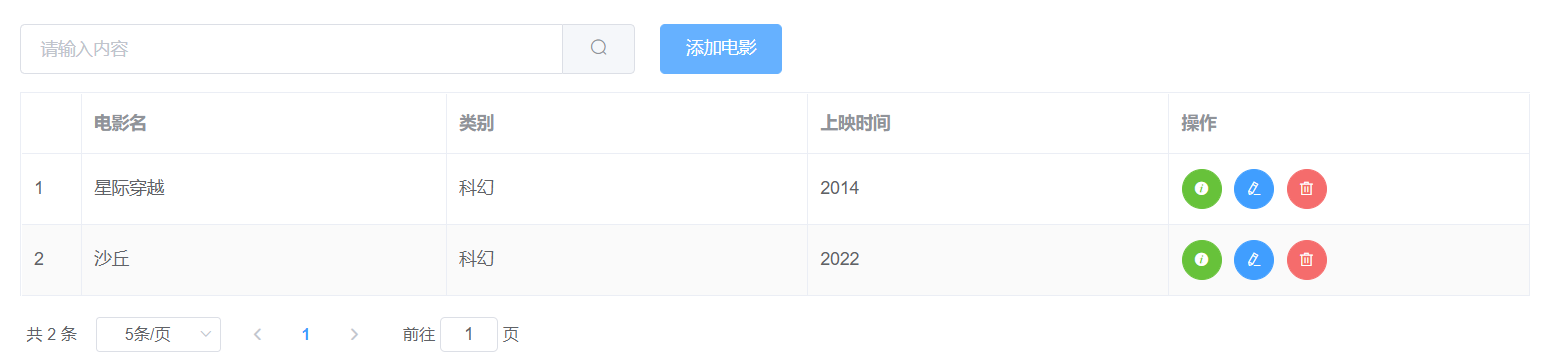 请输入内容 添加电影
电影名 类别 上映时间 操作
1 星际穿越 科幻 2014
2 沙丘 科幻 2022
共 2 条 5条/页 1 前往 1 页